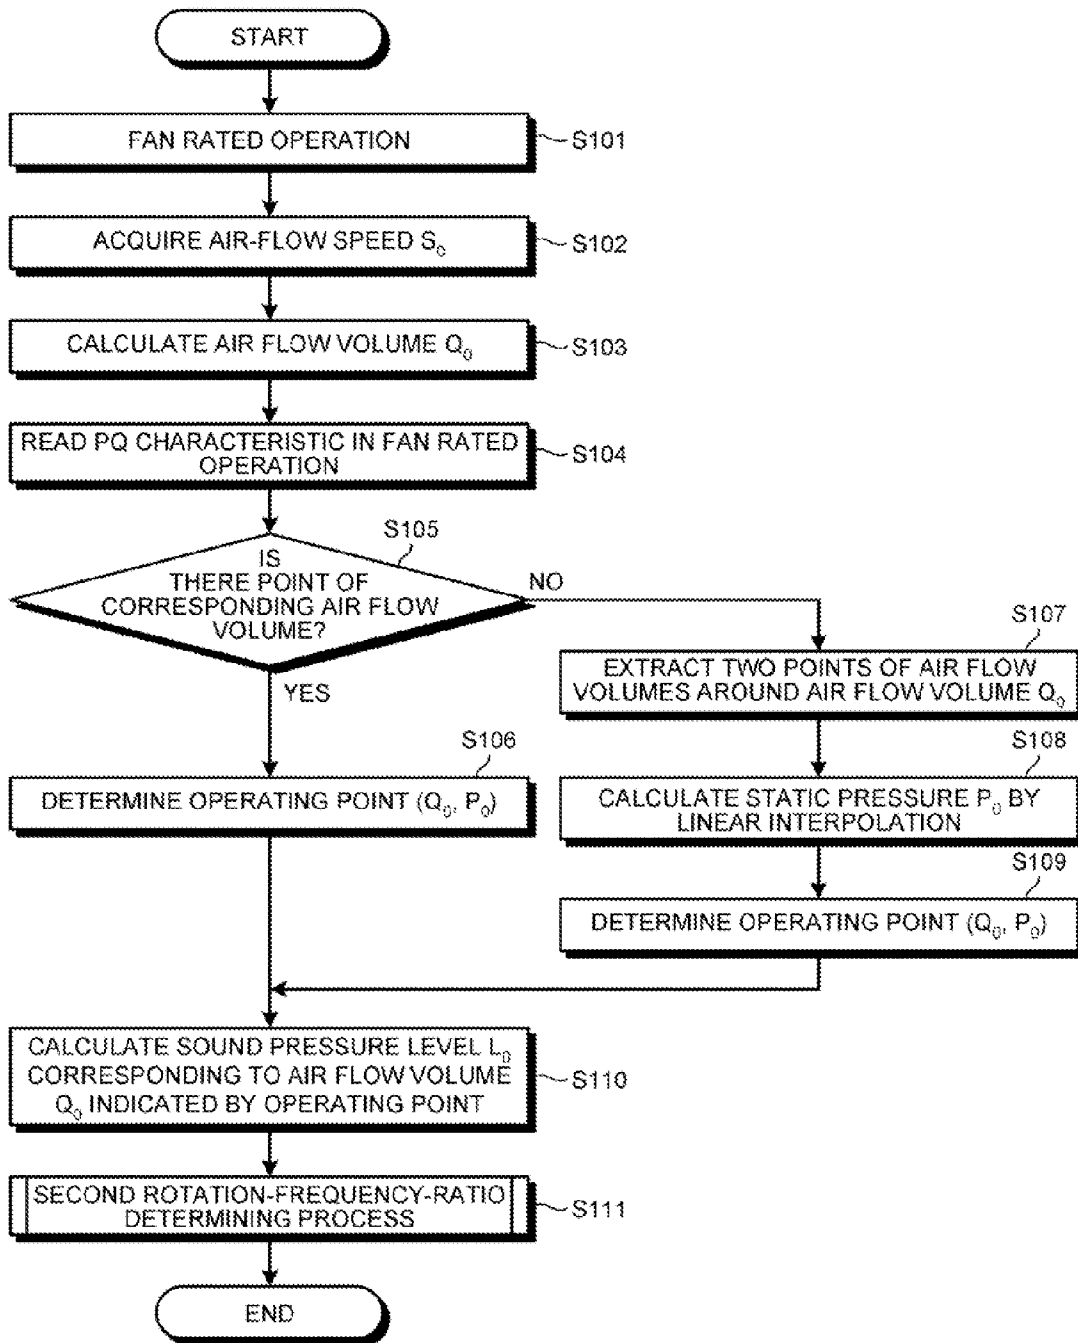 START
FAN RATED OPERATION
S101
ACQUIRE AIR-FLOW SPEED S₀
S102
CALCULATE AIR FLOW VOLUME Q₀
S103
READ PQ CHARACTERISTIC IN FAN RATED
OPERATION
S104
S105
IS
THERE POINT OF
CORRESPONDING AIR FLOW
VOLUME?
NO
YES
S107
EXTRACT TWO POINTS OF AIR FLOW
VOLUMES AROUND AIR FLOW VOLUME Q₀
S106
DETERMINE OPERATING POINT (Q₀, P₀)
S108
CALCULATE STATIC PRESSURE P₀ BY
LINEAR INTERPOLATION
S109
DETERMINE OPERATING POINT (Q₀, P₀)
CALCULATE SOUND PRESSURE LEVEL L₀
CORRESPONDING TO AIR FLOW VOLUME
Q₀ INDICATED BY OPERATING POINT
S110
SECOND ROTATION-FREQUENCY-RATIO
DETERMINING PROCESS
S111
END